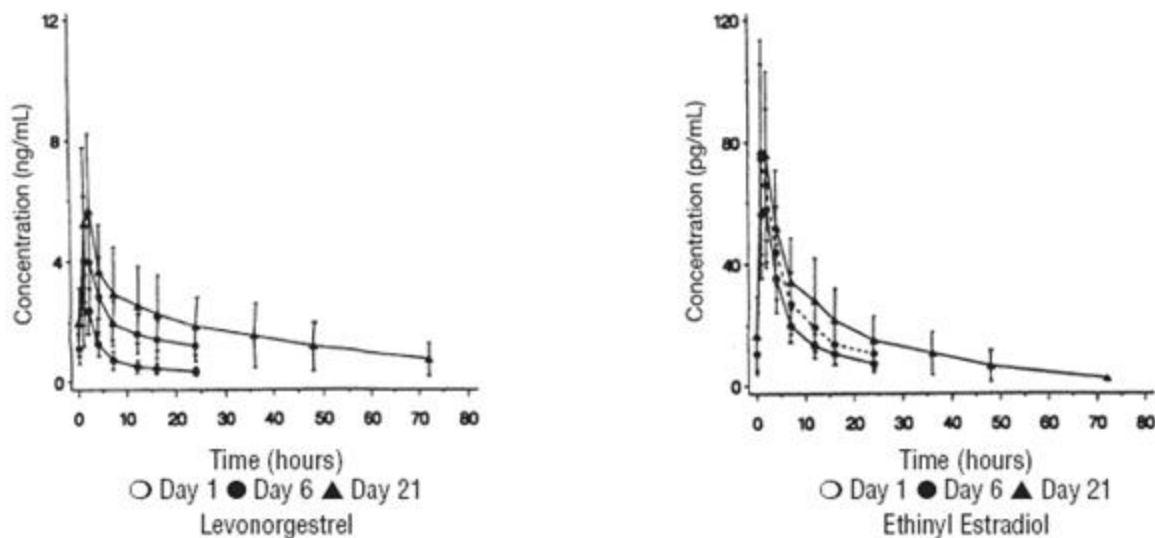 12
8
4
0
Concentration (ng/mL)
0 10 20 30 40 50 60 70 80
Time (hours)
Day 1 Day 6 Day 21
Levonorgestrel
120
80
40
0
Concentration (pg/mL)
0 10 20 30 40 50 60 70 80
Time (hours)
Day 1 Day 6 Day 21
Ethinyl Estradiol